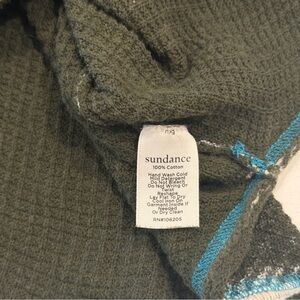 sundance
100% Cotton
Hand Wash Cold
Mild Detergent
Do Not Bleach
Do Not Wring Or
Twist
Reshape
Lay Flat To Dry
Cool Iron On
Garment Inside If
Needed
Or Dry Clean
RN#106205